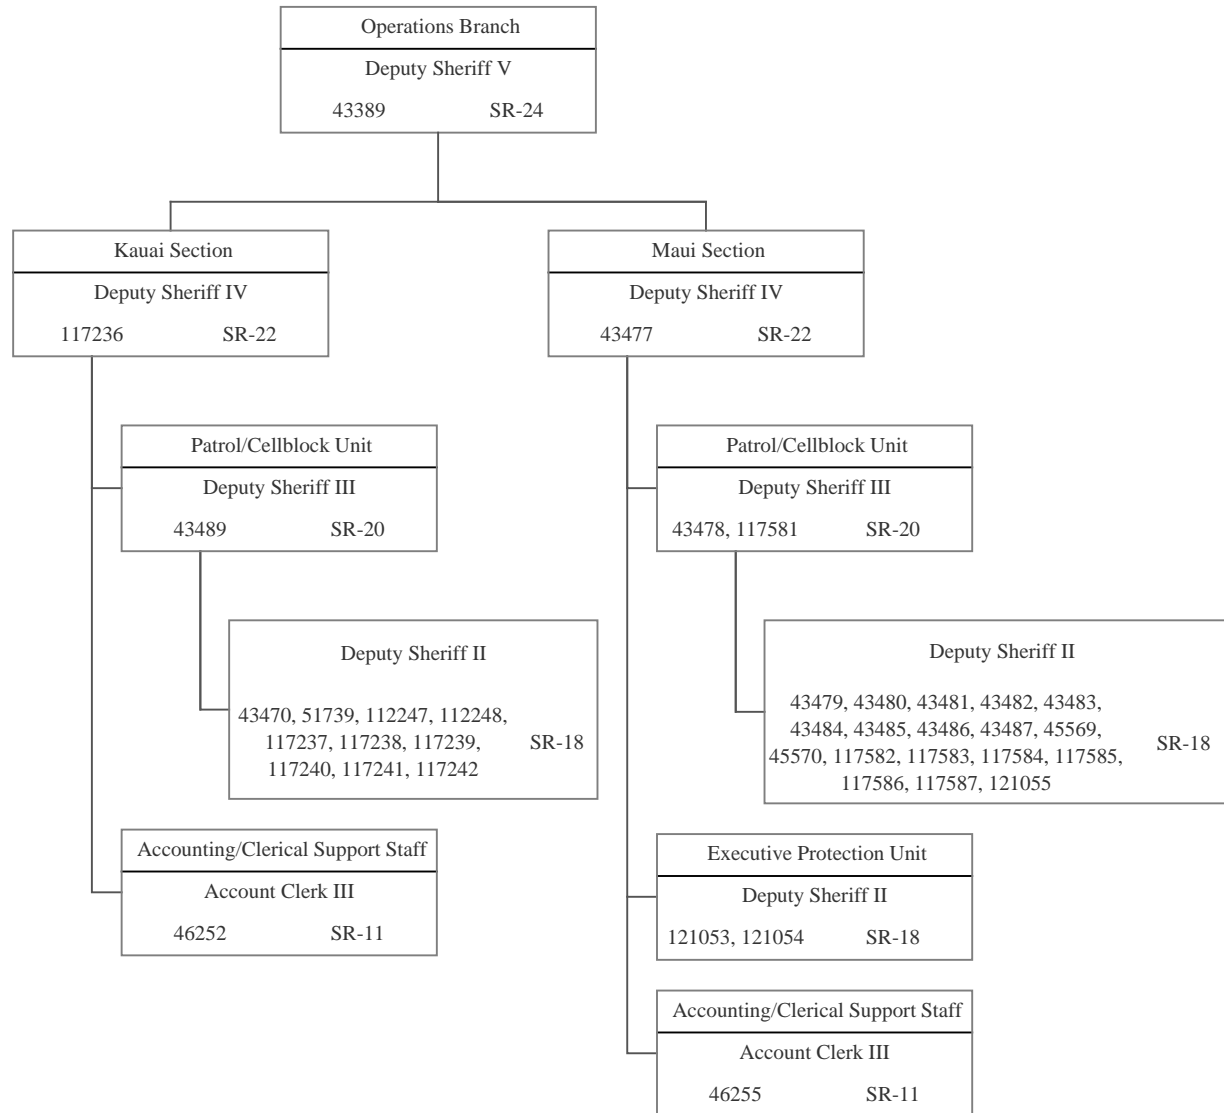 Operations Branch
Deputy Sheriff V
43389 SR-24
Kauai Section
Deputy Sheriff IV
117236 SR-22
Patrol/Cellblock Unit
Deputy Sheriff III
43489 SR-20
Deputy Sheriff II
43470, 51739, 112247, 112248,
117237, 117238, 117239,
117240, 117241, 117242
SR-18
Accounting/Clerical Support Staff
Account Clerk III
46252 SR-11
Maui Section
Deputy Sheriff IV
43477 SR-22
Patrol/Cellblock Unit
Deputy Sheriff III
43478, 117581 SR-20
Deputy Sheriff II
43479, 43480, 43481, 43482, 43483,
43484, 43485, 43486, 43487, 45569,
45570, 117582, 117583, 117584, 117585,
117586, 117587, 121055
SR-18
Executive Protection Unit
Deputy Sheriff II
121053, 121054 SR-18
Accounting/Clerical Support Staff
Account Clerk III
46255 SR-11